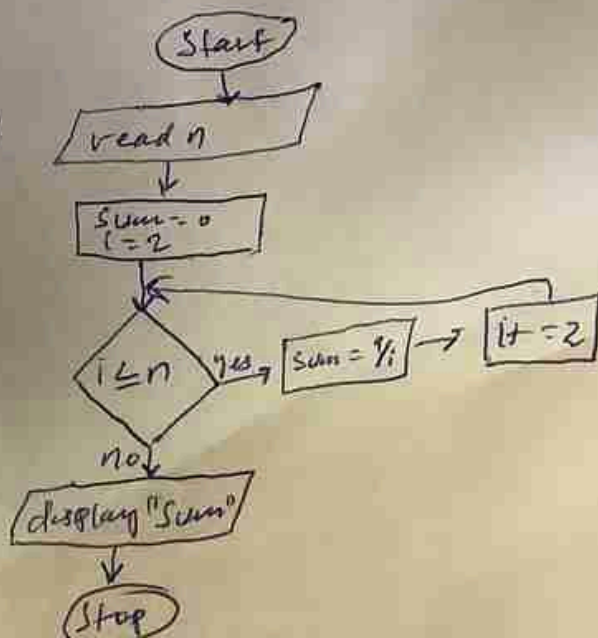 Start
read n
Sum = 0
i = 2
i ≤ n
yes
Sum = 1/i
i+ = 2
no
display "Sum"
Stop